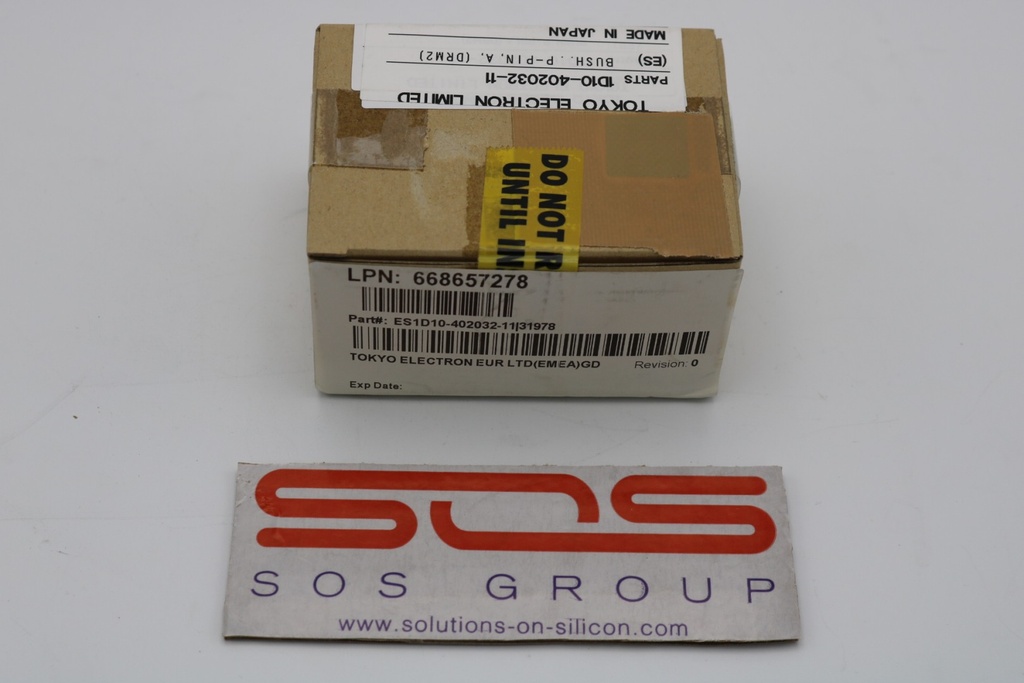 TOKYO ELECTRON LIMITED
PARTS 1D10-402032-11
(ES) BUSH. . P-PIN, A. (DRM2)
MADE IN JAPAN
DO NOT R
UNTIL IN
LPN: 668657278
Part#: ES1D10-402032-11|31978
TOKYO ELECTRON EUR LTD(EMEA)GD Revision: 0
Exp Date:
SOS
SOS GROUP
www.solutions-on-silicon.com